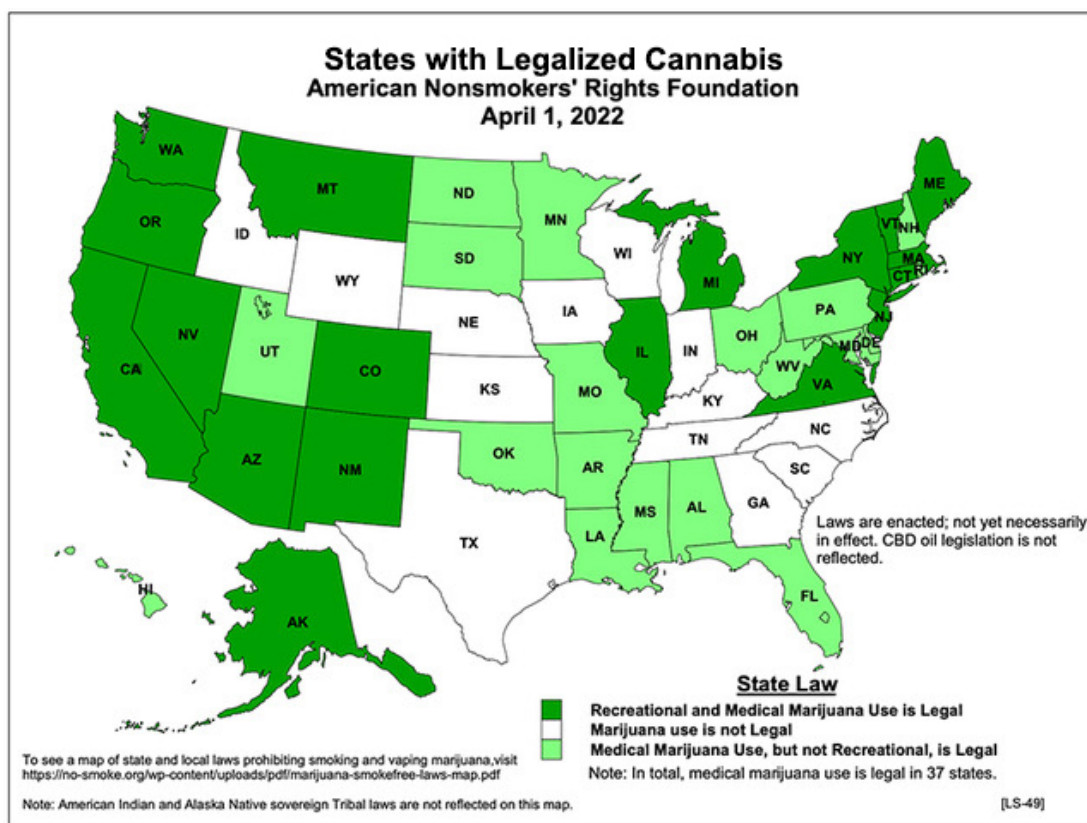 States with Legalized Cannabis
American Nonsmokers' Rights Foundation
April 1, 2022
WA
MT
ND
MN
ME
OR
ID
SD
WI
VT
NH
WY
MI
NY
MA
CT
RI
NE
IA
PA
NJ
NV
UT
IL
IN
OH
MD
DE
CA
CO
KS
MO
WV
VA
KY
AZ
NM
OK
AR
TN
NC
SC
MS
AL
GA
TX
LA
FL
HI
AK
Laws are enacted; not yet necessarily
in effect. CBD oil legislation is not
reflected.
State Law
Recreational and Medical Marijuana Use is Legal
Marijuana use is not Legal
Medical Marijuana Use, but not Recreational, is Legal
Note: In total, medical marijuana use is legal in 37 states.
To see a map of state and local laws prohibiting smoking and vaping marijuana,visit
https://no-smoke.org/wp-content/uploads/pdf/marijuana-smokefree-laws-map.pdf
Note: American Indian and Alaska Native sovereign Tribal laws are not reflected on this map.
[LS-49]